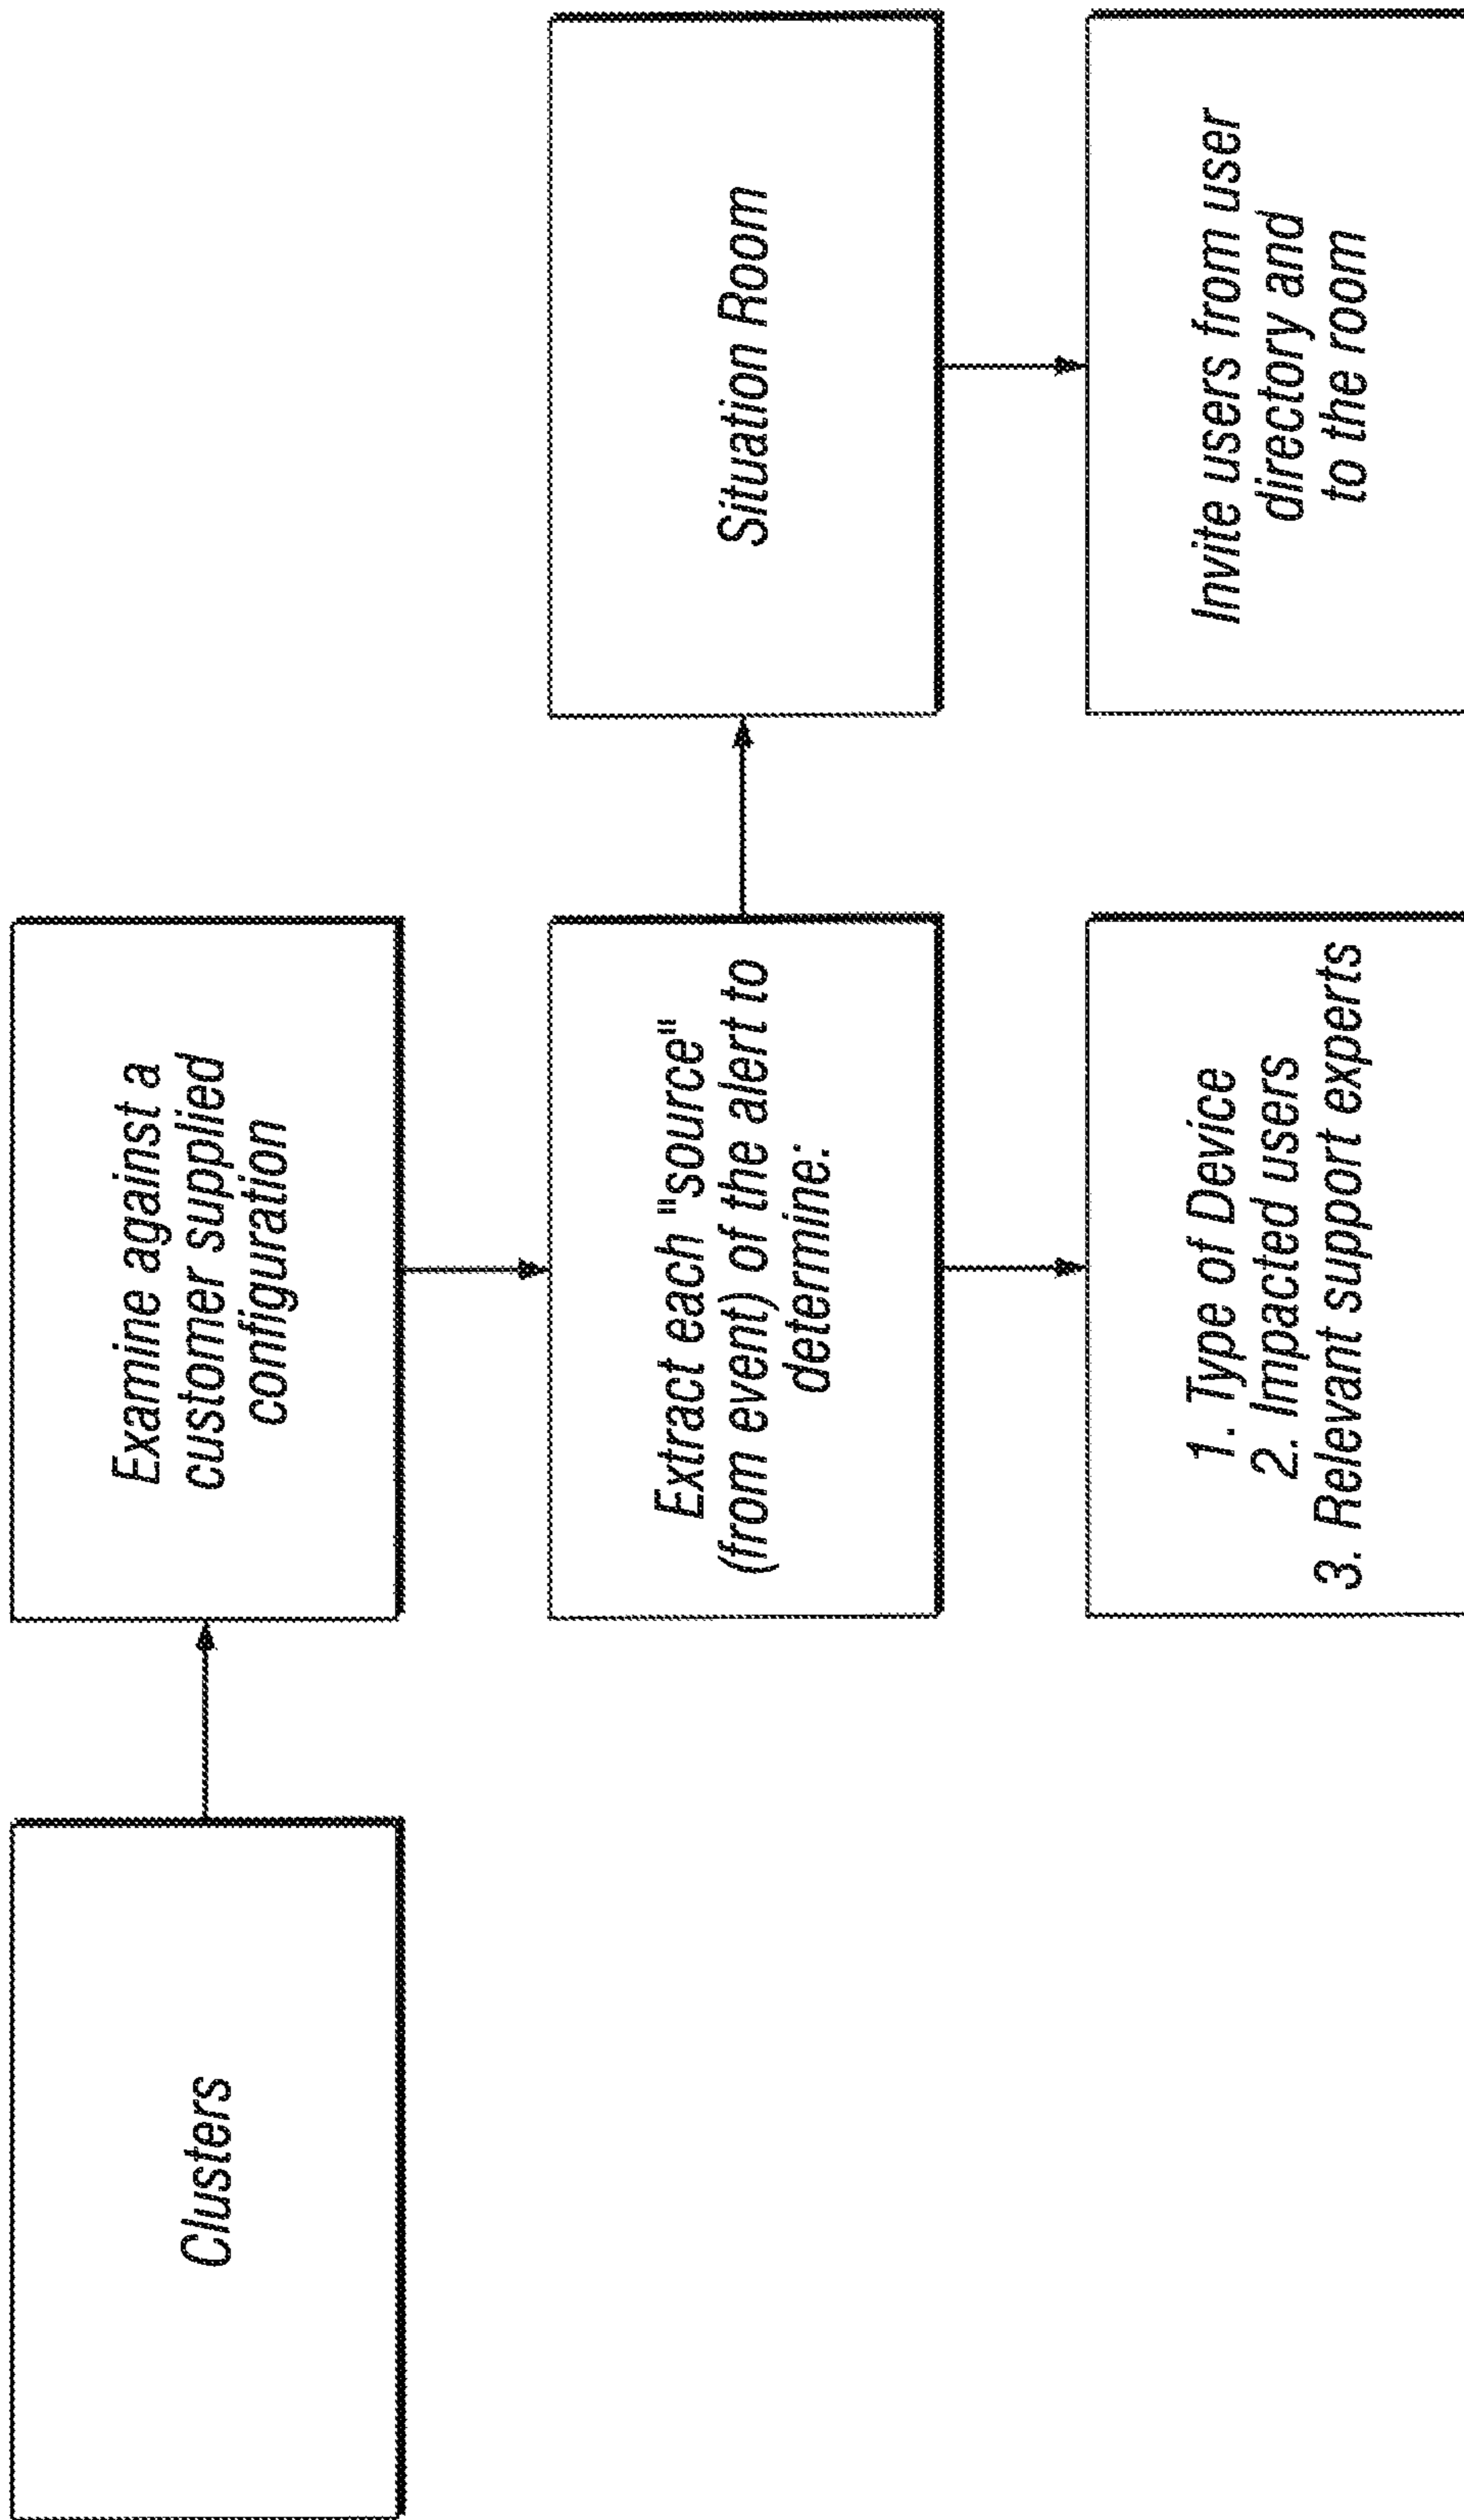 Clusters
Examine against a
customer supplied
configuration
Extract each "source"
(from event) of the alert to
determine:
Situation Room
1. Type of Device
2. Impacted users
3. Relevant support experts
Invite users from user
directory and
to the room